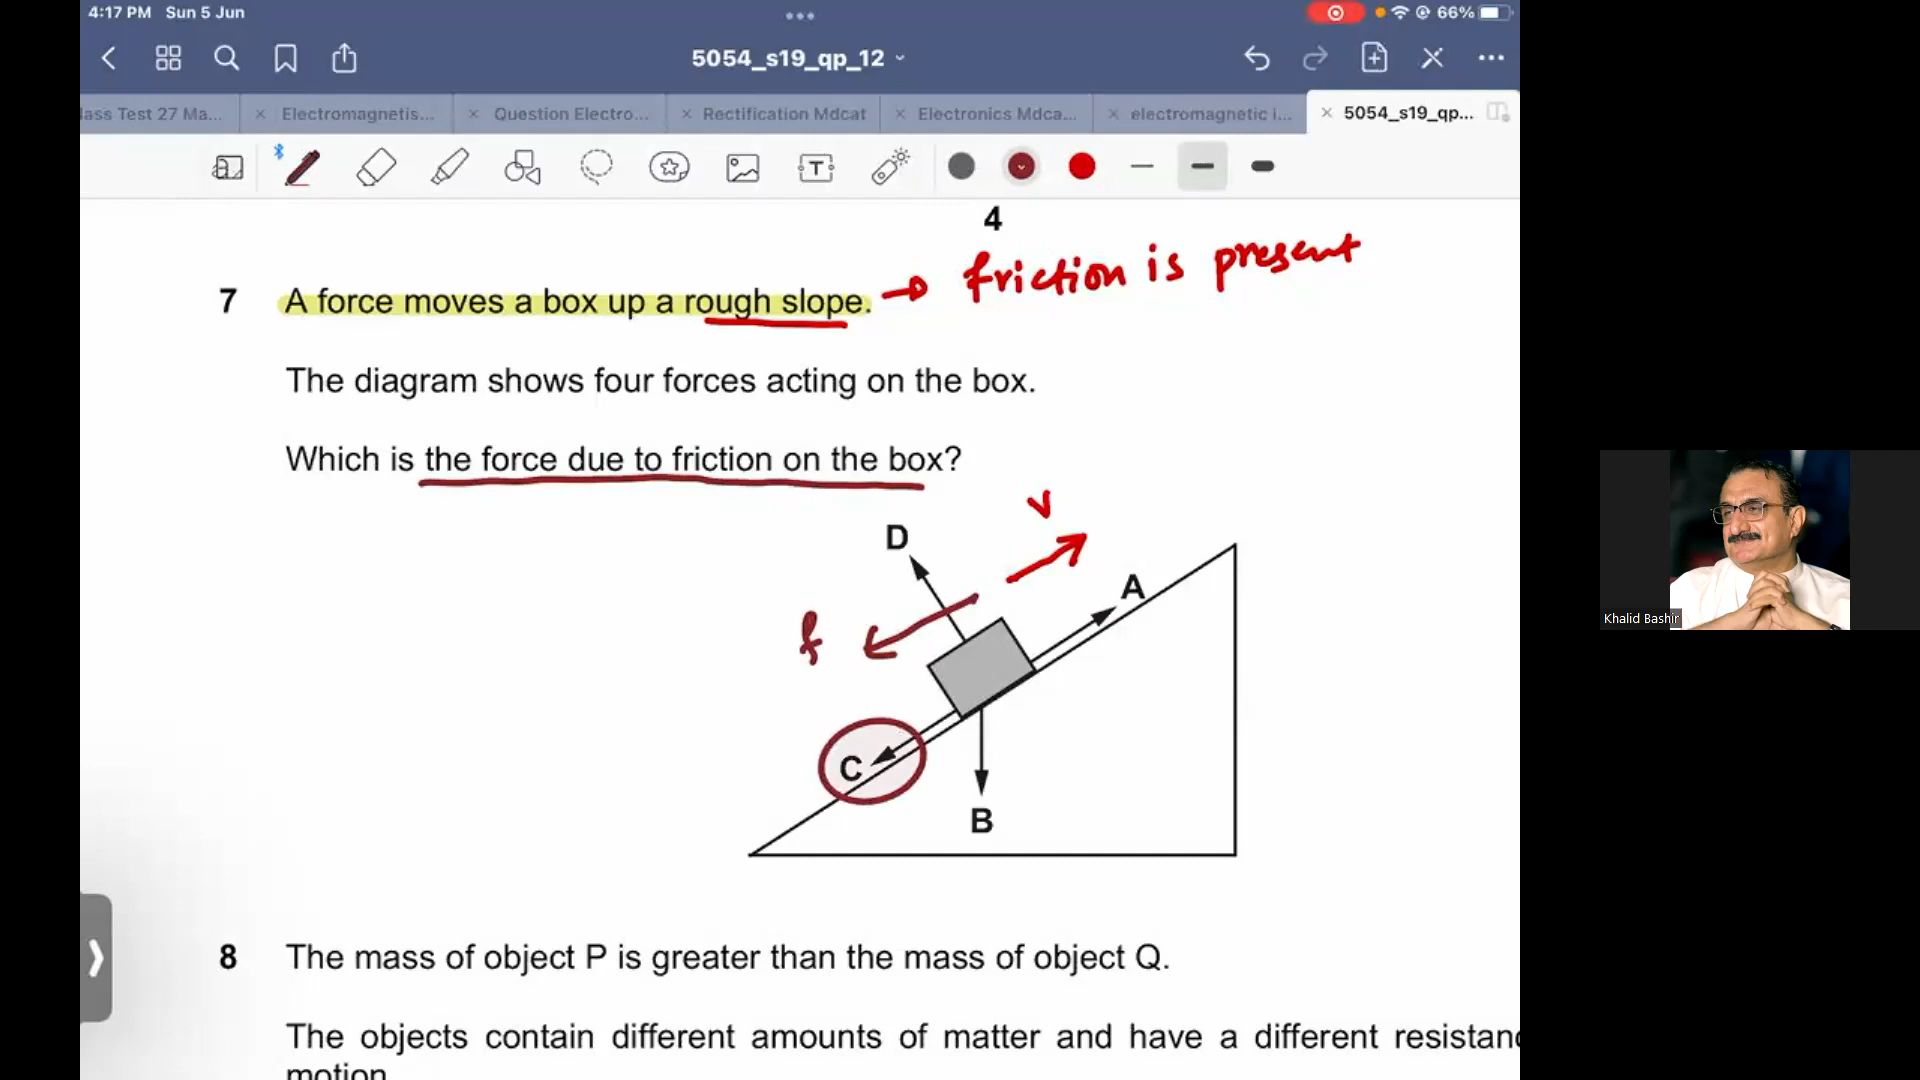 4:17 PM Sun 5 Jun
66%
5054_s19_qp_12
lass Test 27 Ma...
Electromagnetis...
Question Electro...
Rectification Mdcat
Electronics Mdca...
electromagnetic i...
5054_s19_qp...
4
friction is present
7 A force moves a box up a rough slope.
The diagram shows four forces acting on the box.
Which is the force due to friction on the box?
v
D
A
f
C
B
Khalid Bashir
8 The mass of object P is greater than the mass of object Q.
The objects contain different amounts of matter and have a different resistanc
motion